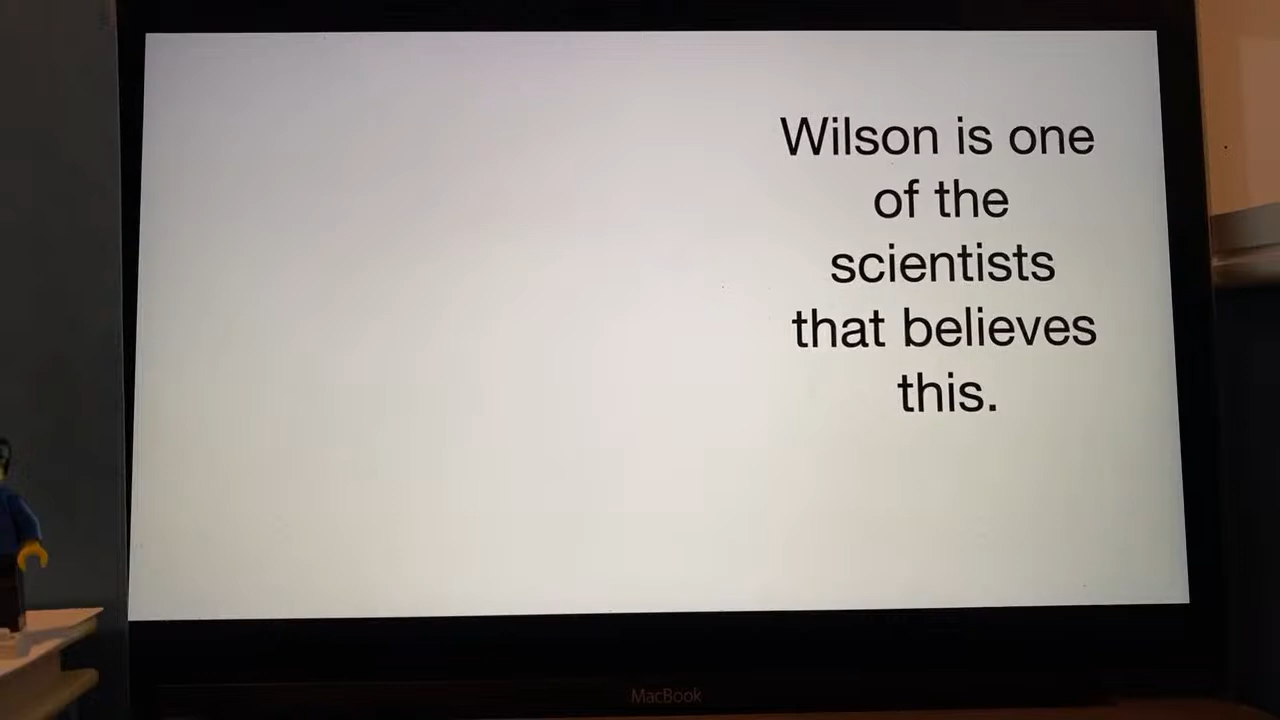 Wilson is one
of the
scientists
that believes
this.
MacBook